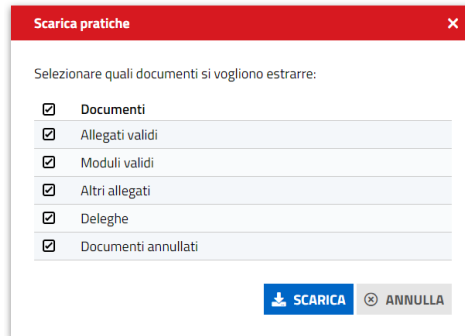 Scarica pratiche
Selezionare quali documenti si vogliono estrarre:
Documenti
Allegati validi
Moduli validi
Altri allegati
Deleghe
Documenti annullati
SCARICA ANNULLA